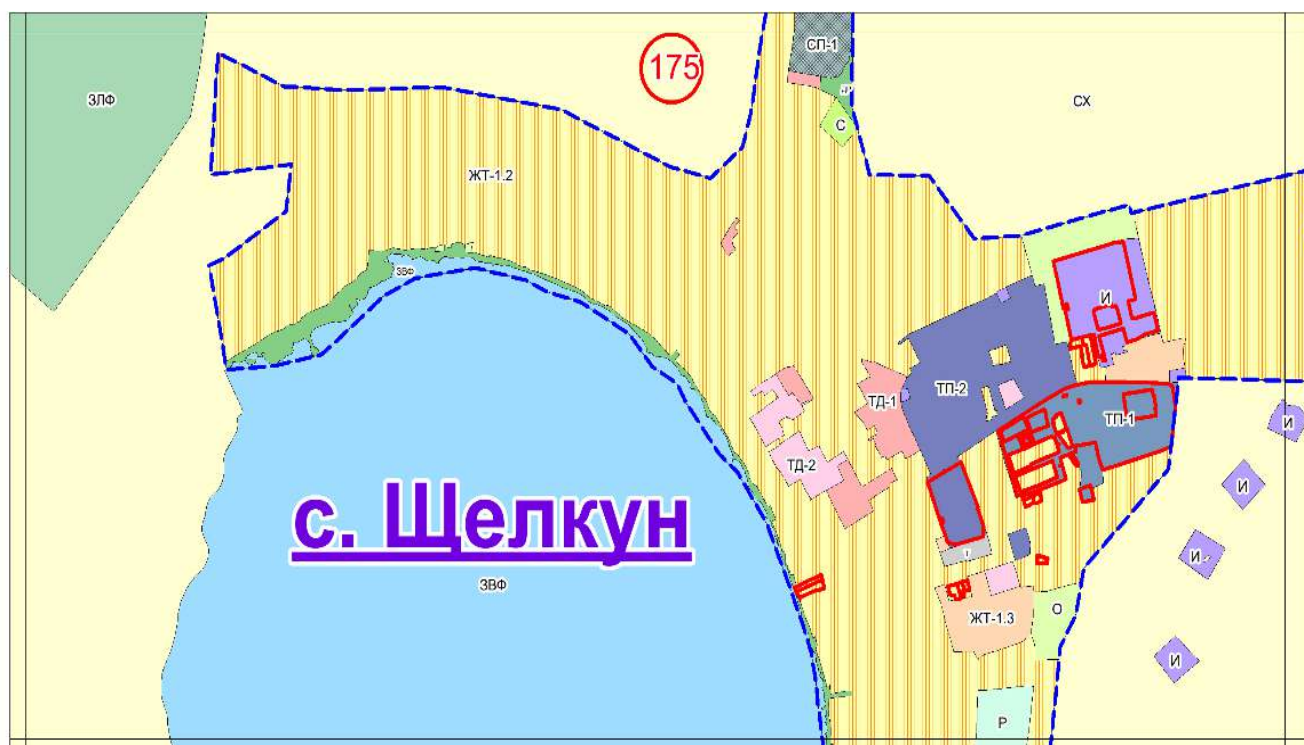 СП-1
175
ЗЛФ
СХ
С
ЖТ-1.2
ЗВФ
И
ТП-2
ТД-1
ТП-1
И
ТД-2
И
с. Щелкун
И
ЗВФ
О
ЖТ-1.3
И
Р